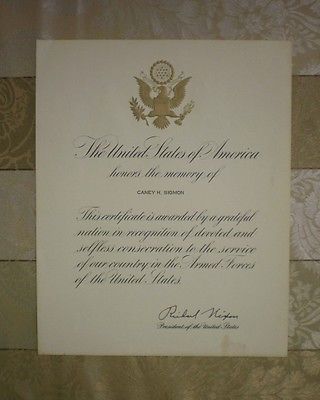 The United States of America
honors the memory of
CANEY H. SIGMON
This certificate is awarded by a grateful
nation in recognition of devoted and
selfless consecration to the service
of our country in the Armed Forces
of the United States.
Richard Nixon
President of the United States